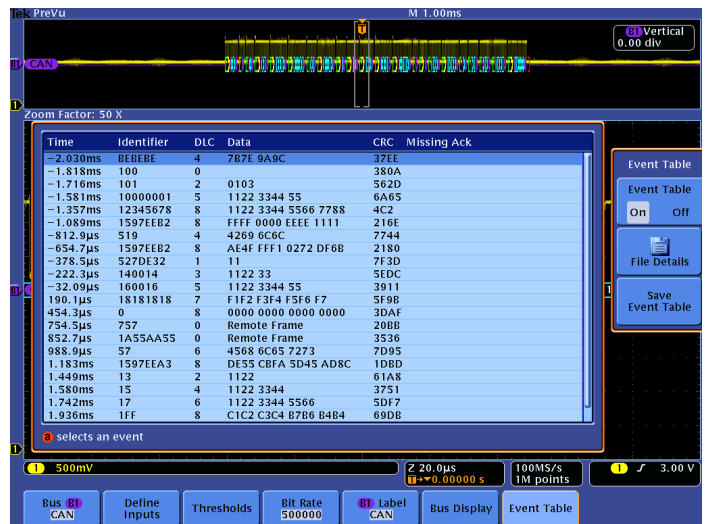 Tek PreVu M 1.00ms
T
B1 Vertical
0.00 div
B1 CAN
1
Zoom Factor: 50 X
Time Identifier DLC Data CRC Missing Ack
-2.030ms BEBEBE 4 7B7E 9A9C 37EE
-1.818ms 100 0 380A
-1.716ms 101 2 0103 562D
-1.581ms 10000001 5 1122 3344 55 6A65
-1.357ms 12345678 8 1122 3344 5566 7788 4C2
-1.089ms 1597EEB2 8 FFFF 0000 EEEE 1111 216E
-812.9µs 519 4 4269 6C6C 7744
-654.7µs 1597EEB2 8 AE4F FFF1 0272 DF6B 2180
-378.5µs 527DE32 1 11 7F3D
-222.3µs 140014 3 1122 33 5EDC
-32.09µs 160016 5 1122 3344 55 3911
190.1µs 18181818 7 F1F2 F3F4 F5F6 F7 5F9B
454.3µs 0 8 0000 0000 0000 0000 3DAF
754.5µs 757 0 Remote Frame 20BB
852.7µs 1A55AA55 0 Remote Frame 3536
988.9µs 57 6 4568 6C65 7273 7D95
1.183ms 1597EEA3 8 DE55 CBFA 5D45 AD8C 1DBD
1.449ms 13 2 1122 61A8
1.580ms 15 4 1122 3344 3751
1.742ms 17 6 1122 3344 5566 5DF7
1.936ms 1FF 8 C1C2 C3C4 B7B6 B4B4 69DB
a selects an event
Event Table
Event Table
On Off
File Details
Save
Event Table
B1
1
1 500mV
Z 20.0µs
T→▼0.00000 s
100MS/s
1M points
1 ∫ 3.00 V
Bus B1
CAN
Define
Inputs
Thresholds
Bit Rate
500000
B1 Label
CAN
Bus Display
Event Table